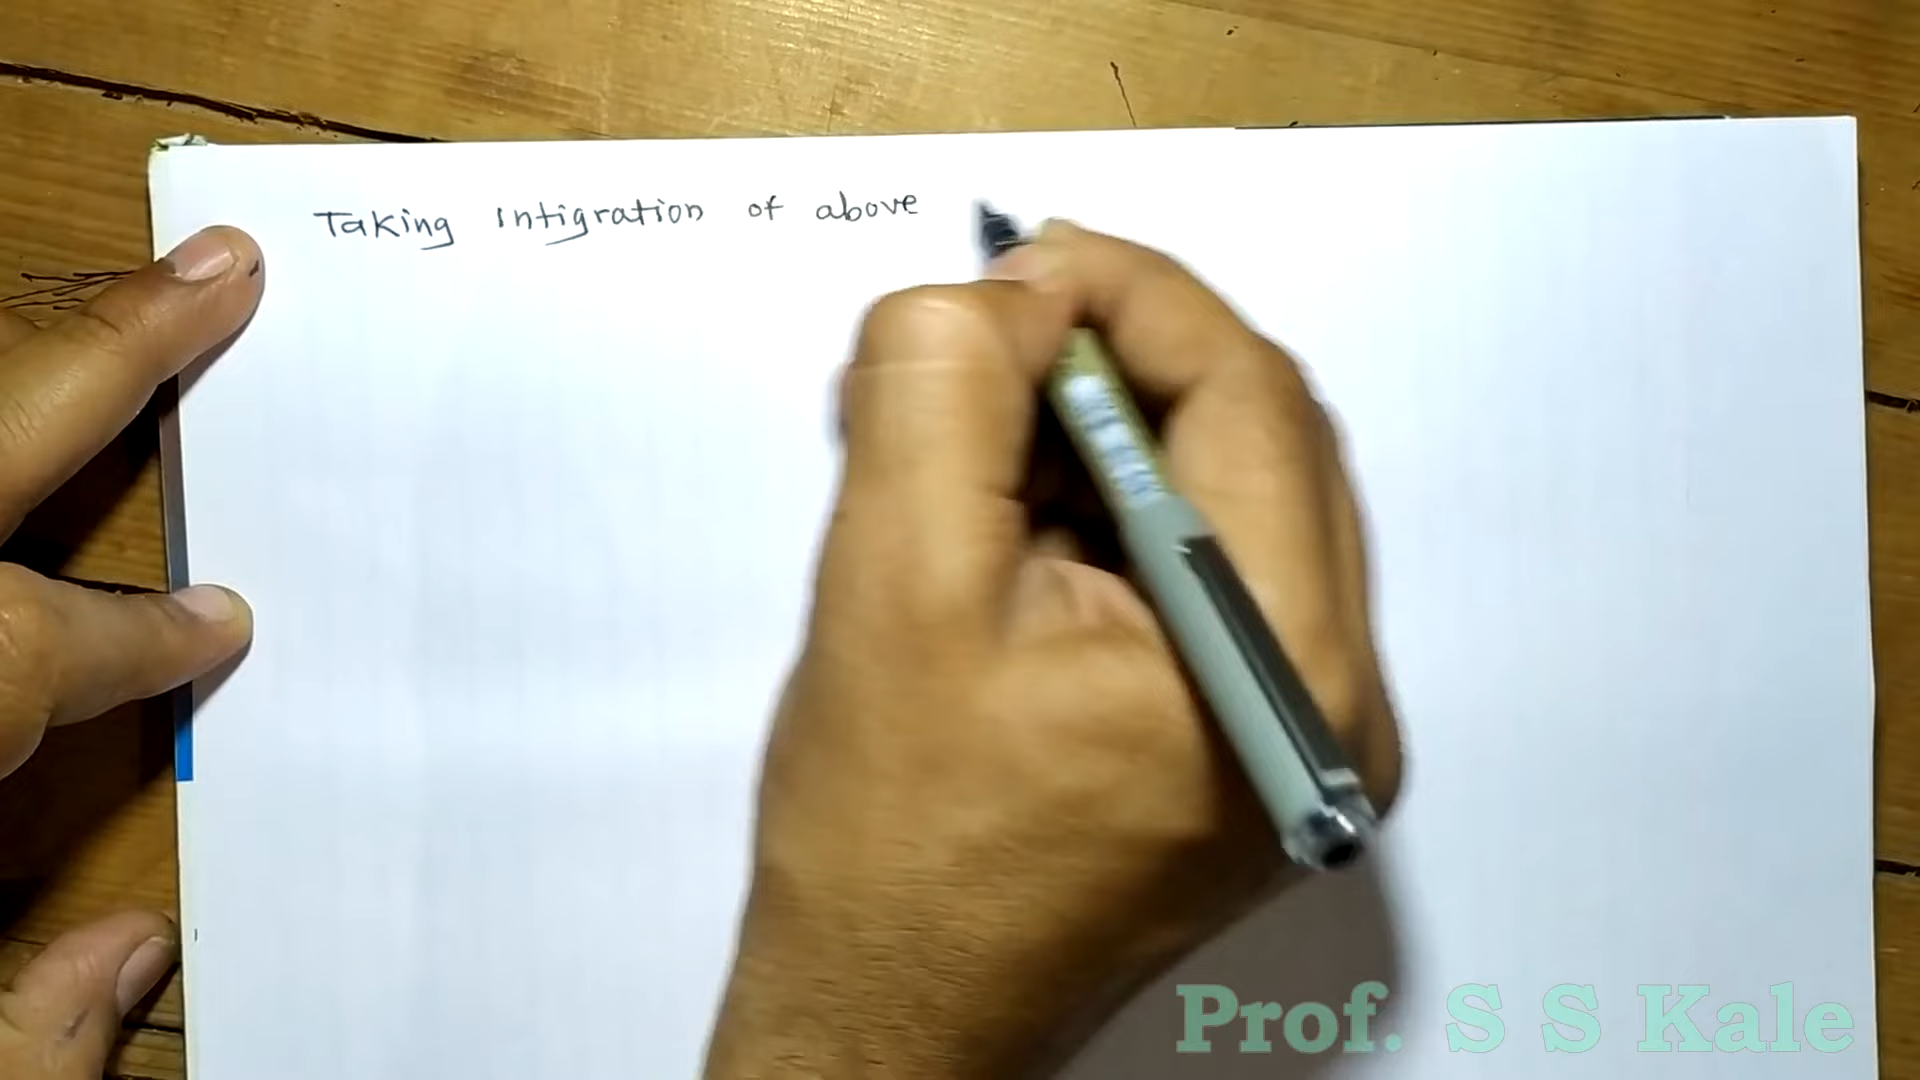 Taking intigration of above
Prof. S S Kale